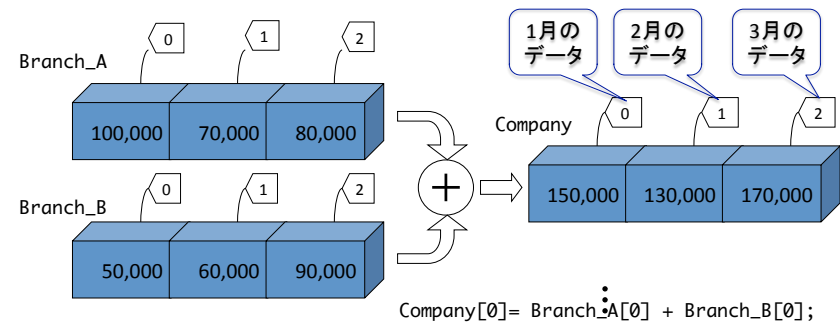 Branch_A
0
1
2
100,000
70,000
80,000
Branch_B
0
1
2
50,000
60,000
90,000
+
1月の
データ
2月の
データ
3月の
データ
Company
0
1
2
150,000
130,000
170,000
⋮
Company[0]= Branch_A[0] + Branch_B[0];